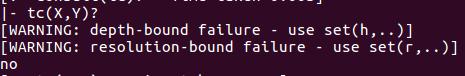 |- tc(X,Y)?
[WARNING: depth-bound failure - use set(h,..)]
[WARNING: resolution-bound failure - use set(r,..)]
no